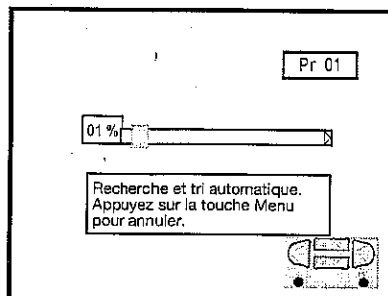 Pr 01
01 %
Recherche et tri automatique.
Appuyez sur la touche Menu
pour annuler.